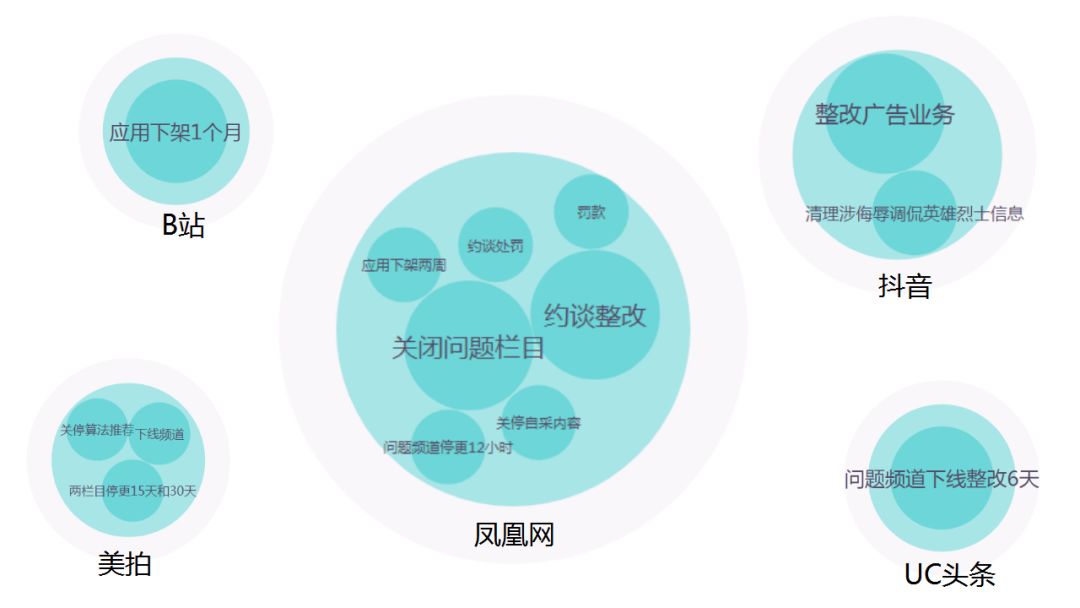 应用下架1个月
B站
罚款
约谈处罚
应用下架两周
约谈整改
关闭问题栏目
关停自采内容
问题频道停更12小时
凤凰网
整改广告业务
清理涉侮辱调侃英雄烈士信息
抖音
关停算法推荐
下线频道
两栏目停更15天和30天
美拍
问题频道下线整改6天
UC头条